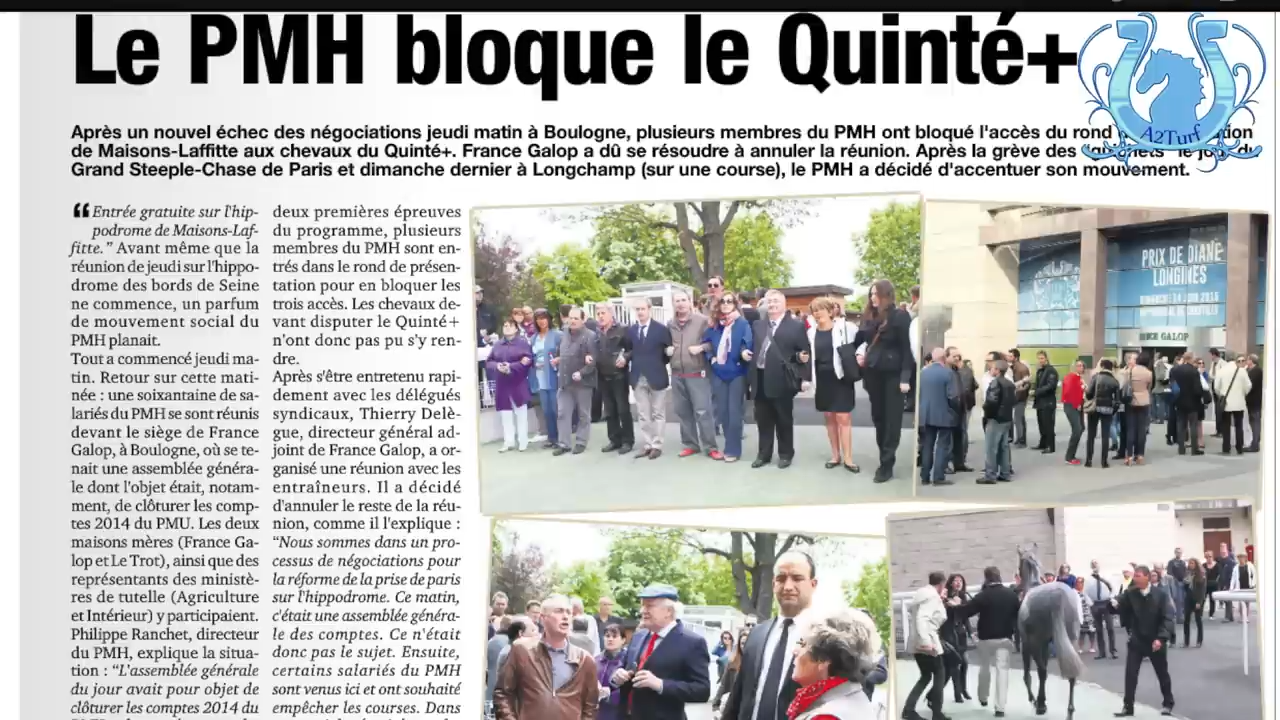 Le PMH bloque le Quinté+
A2Turf
Après un nouvel échec des négociations jeudi matin à Boulogne, plusieurs membres du PMH ont bloqué l'accès du rond
de Maisons-Laffitte aux chevaux du Quinté+. France Galop a dû se résoudre à annuler la réunion. Après la grève des
Grand Steeple-Chase de Paris et dimanche dernier à Longchamp (sur une course), le PMH a décidé d'accentuer son mouvement.
“Entrée gratuite sur l'hip-
podrome de Maisons-Laf-
fitte.” Avant même que la
réunion de jeudi sur l'hippo-
drome des bords de Seine
ne commence, un parfum
de mouvement social du
PMH planait.
Tout a commencé jeudi ma-
tin. Retour sur cette mati-
née : une soixantaine de sa-
lariés du PMH se sont réunis
devant le siège de France
Galop, à Boulogne, où se te-
nait une assemblée généra-
le dont l'objet était, notam-
ment, de clôturer les comp-
tes 2014 du PMU. Les deux
maisons mères (France Ga-
lop et Le Trot), ainsi que des
représentants des ministè-
res de tutelle (Agriculture
et Intérieur) y participaient.
Philippe Ranchet, directeur
du PMH, explique la situa-
tion : “L'assemblée générale
du jour avait pour objet de
clôturer les comptes 2014 du
deux premières épreuves
du programme, plusieurs
membres du PMH sont en-
trés dans le rond de présen-
tation pour en bloquer les
trois accès. Les chevaux de-
vant disputer le Quinté+
n'ont donc pas pu s'y ren-
dre.
Après s'être entretenu rapi-
dement avec les délégués
syndicaux, Thierry Delè-
gue, directeur général ad-
joint de France Galop, a or-
ganisé une réunion avec les
entraîneurs. Il a décidé
d'annuler le reste de la réu-
nion, comme il l'explique :
“Nous sommes dans un pro-
cessus de négociations pour
la réforme de la prise de paris
sur l'hippodrome. Ce matin,
c'était une assemblée généra-
le des comptes. Ce n'était
donc pas le sujet. Ensuite,
certains salariés du PMH
sont venus ici et ont souhaité
empêcher les courses. Dans
PRIX DE DIANE
LONGINES
GALOP